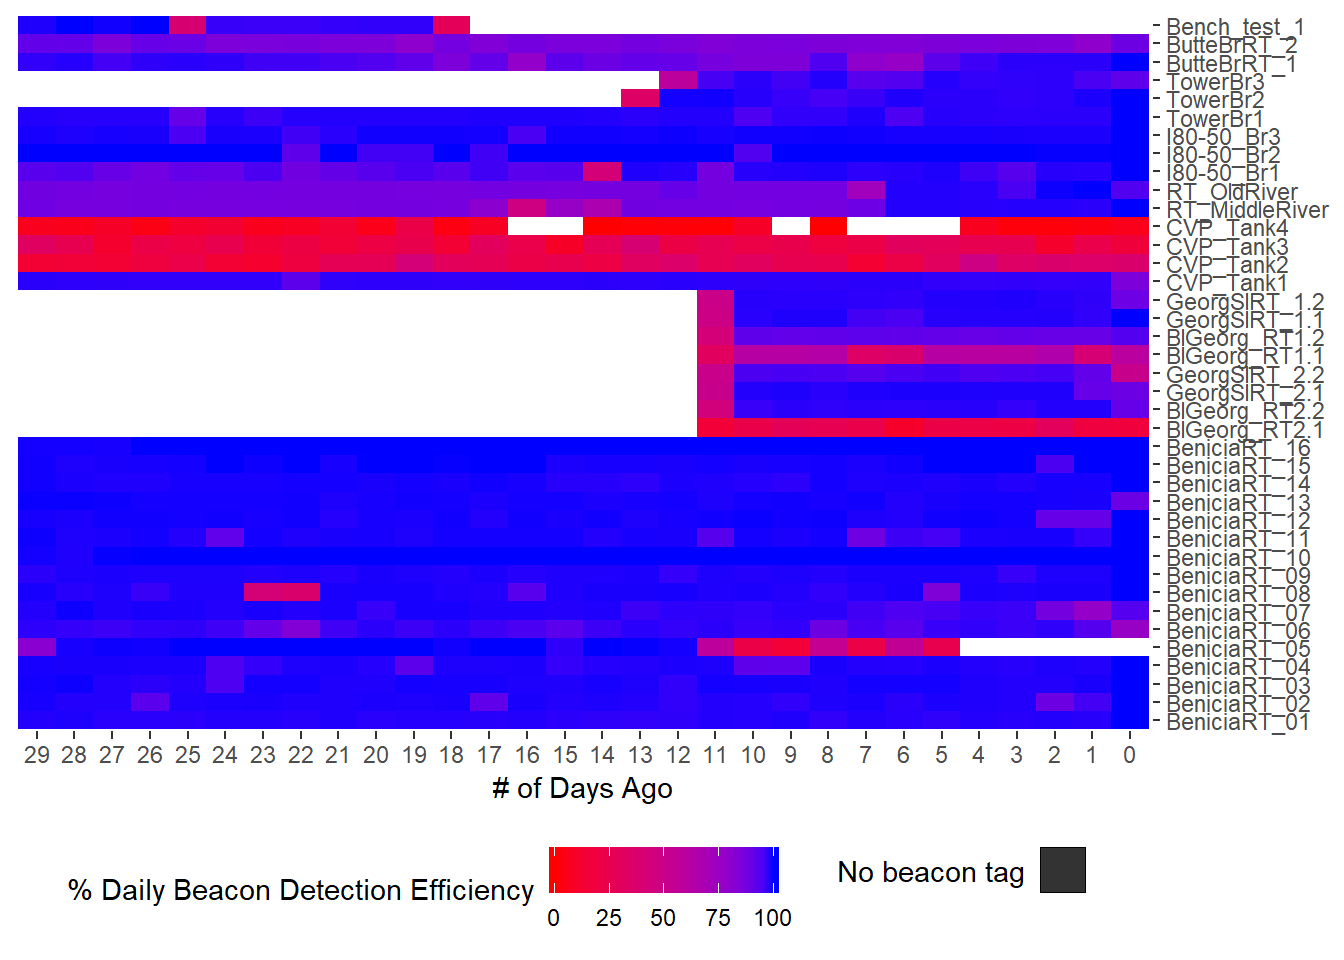 Bench_test_1
ButteBrRT_2
ButteBrRT_1
TowerBr3
TowerBr2
TowerBr1
I80-50_Br3
I80-50_Br2
I80-50_Br1
RT_OldRiver
RT_MiddleRiver
CVP_Tank4
CVP_Tank3
CVP_Tank2
CVP_Tank1
GeorgSlRT_1.2
GeorgSlRT_1.1
BlGeorg_RT1.2
BlGeorg_RT1.1
GeorgSlRT_2.2
GeorgSlRT_2.1
BlGeorg_RT2.2
BlGeorg_RT2.1
BeniciaRT_16
BeniciaRT_15
BeniciaRT_14
BeniciaRT_13
BeniciaRT_12
BeniciaRT_11
BeniciaRT_10
BeniciaRT_09
BeniciaRT_08
BeniciaRT_07
BeniciaRT_06
BeniciaRT_05
BeniciaRT_04
BeniciaRT_03
BeniciaRT_02
BeniciaRT_01
29 28 27 26 25 24 23 22 21 20 19 18 17 16 15 14 13 12 11 10 9 8 7 6 5 4 3 2 1 0
# of Days Ago
% Daily Beacon Detection Efficiency
0 25 50 75 100
No beacon tag